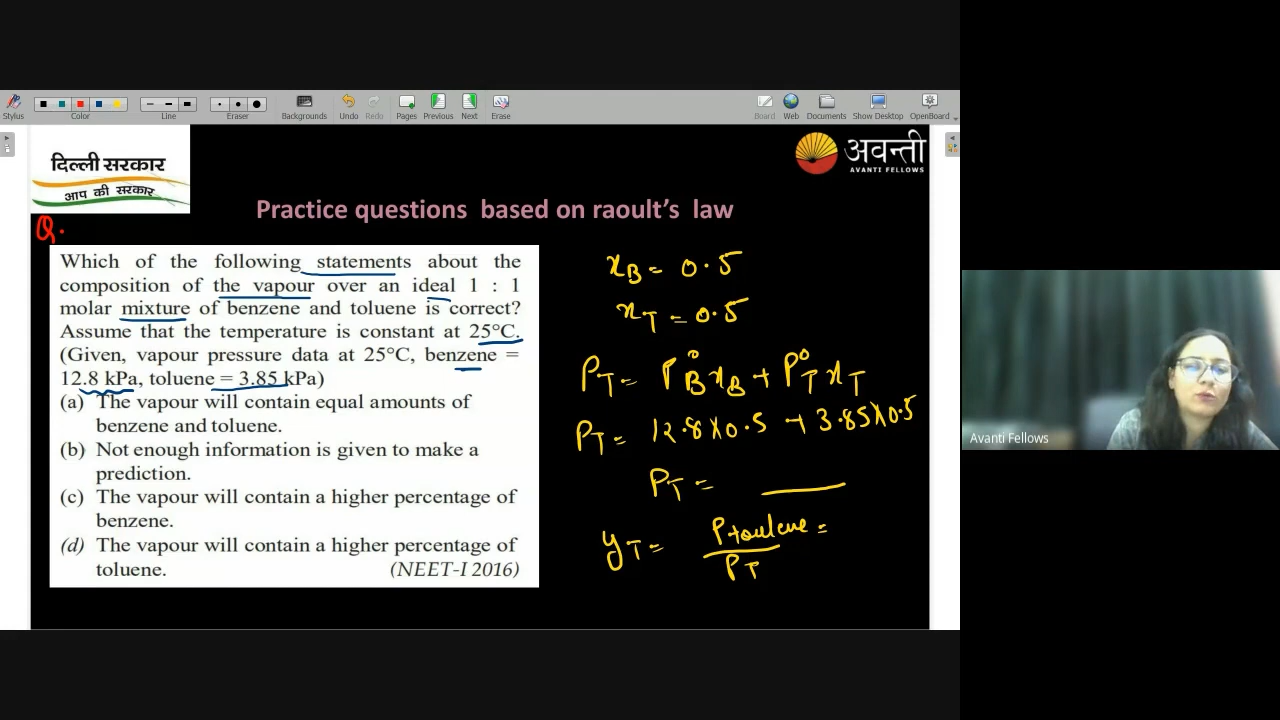 Stylus
Color
Line
Eraser
Backgrounds
Undo
Redo
Pages
Previous
Next
Erase
Board
Web
Documents
Show Desktop
OpenBoard
दिल्ली सरकार
आप की सरकार
अवन्ती
AVANTI FELLOWS
Practice questions based on raoult's law
Q.
Which of the following statements about the
composition of the vapour over an ideal 1 : 1
molar mixture of benzene and toluene is correct?
Assume that the temperature is constant at 25°C.
(Given, vapour pressure data at 25°C, benzene =
12.8 kPa, toluene = 3.85 kPa)
(a) The vapour will contain equal amounts of
benzene and toluene.
(b) Not enough information is given to make a
prediction.
(c) The vapour will contain a higher percentage of
benzene.
(d) The vapour will contain a higher percentage of
toluene. (NEET-I 2016)
xB = 0.5
xT = 0.5
PT = P°B xB + P°T xT
PT = 12.8 X 0.5 + 3.85 X 0.5
PT =
yT = Ptoulene =
PT
Avanti Fellows